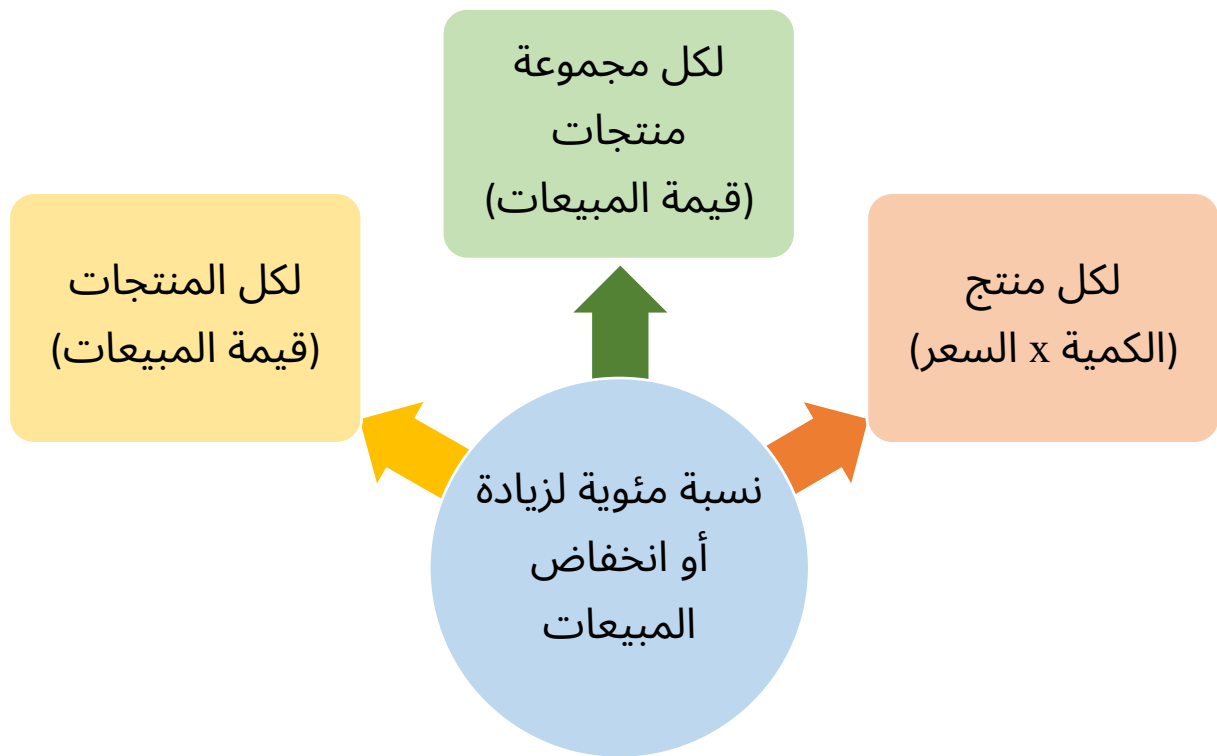 لكل مجموعة
منتجات
(قيمة المبيعات)
لكل منتج
(الكمية x السعر)
لكل المنتجات
(قيمة المبيعات)
نسبة مئوية لزيادة
أو انخفاض
المبيعات